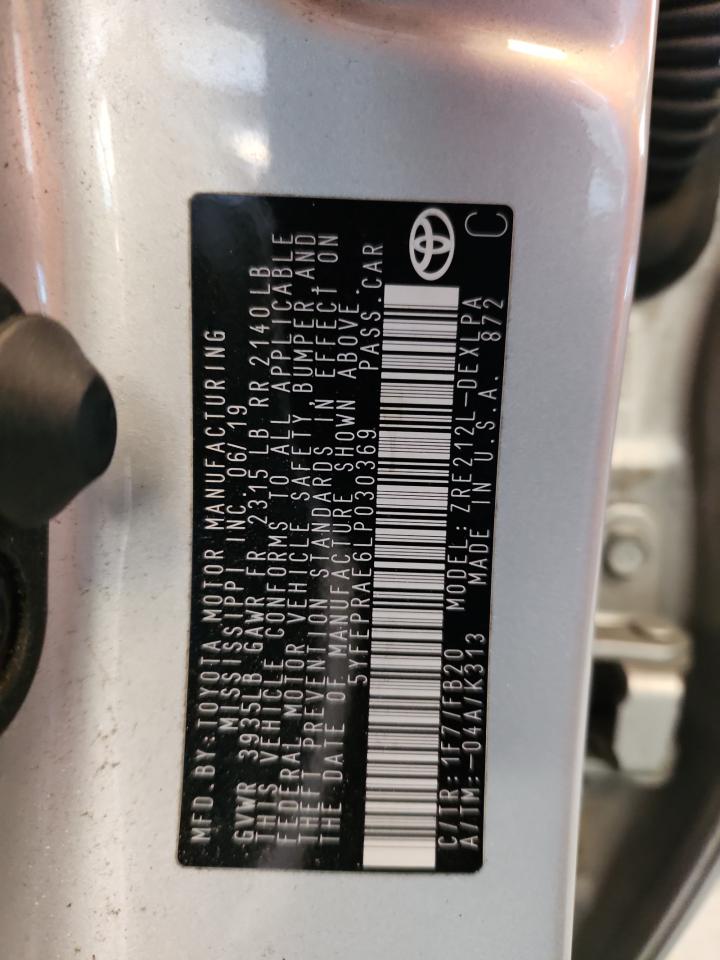 MFD.BY:TOYOTA MOTOR MANUFACTURING
MISSISSIPPI INC.06/19
GVWR 3935LB GAWR FR 2315 LB RR 2140LB
THIS VEHICLE CONFORMS TO ALL APPLICABLE
FEDERAL MOTOR VEHICLE SAFETY, BUMPER, AND
THEFT PREVENTION STANDARDS IN EFFECT ON
THE DATE OF MANUFACTURE SHOWN ABOVE.
5YFEPRAE6LP030369 PASS.CAR
C/TR:1F7/FB20 MODEL:ZRE212L-DEXLPA
A/TM:-04A/K313 MADE IN U.S.A. 872
C